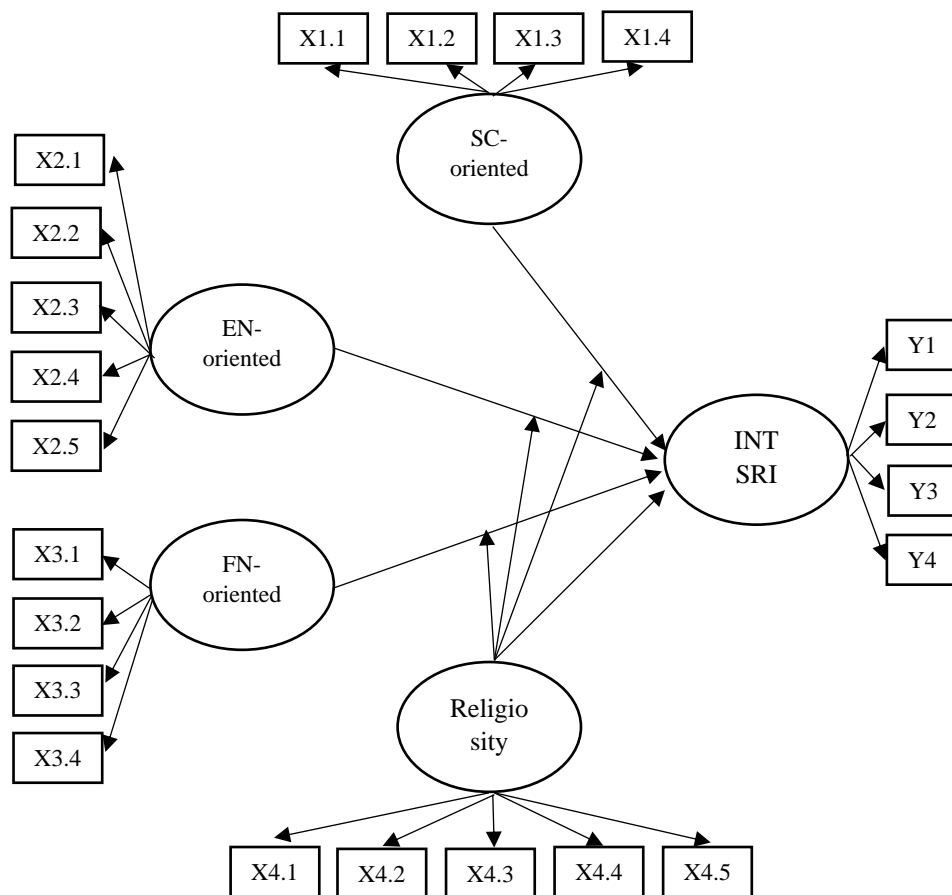 X1.1
X1.2
X1.3
X1.4
SC-
oriented
X2.1
X2.2
X2.3
X2.4
X2.5
EN-
oriented
INT
SRI
Y1
Y2
Y3
Y4
X3.1
X3.2
X3.3
X3.4
FN-
oriented
Religio
sity
X4.1
X4.2
X4.3
X4.4
X4.5